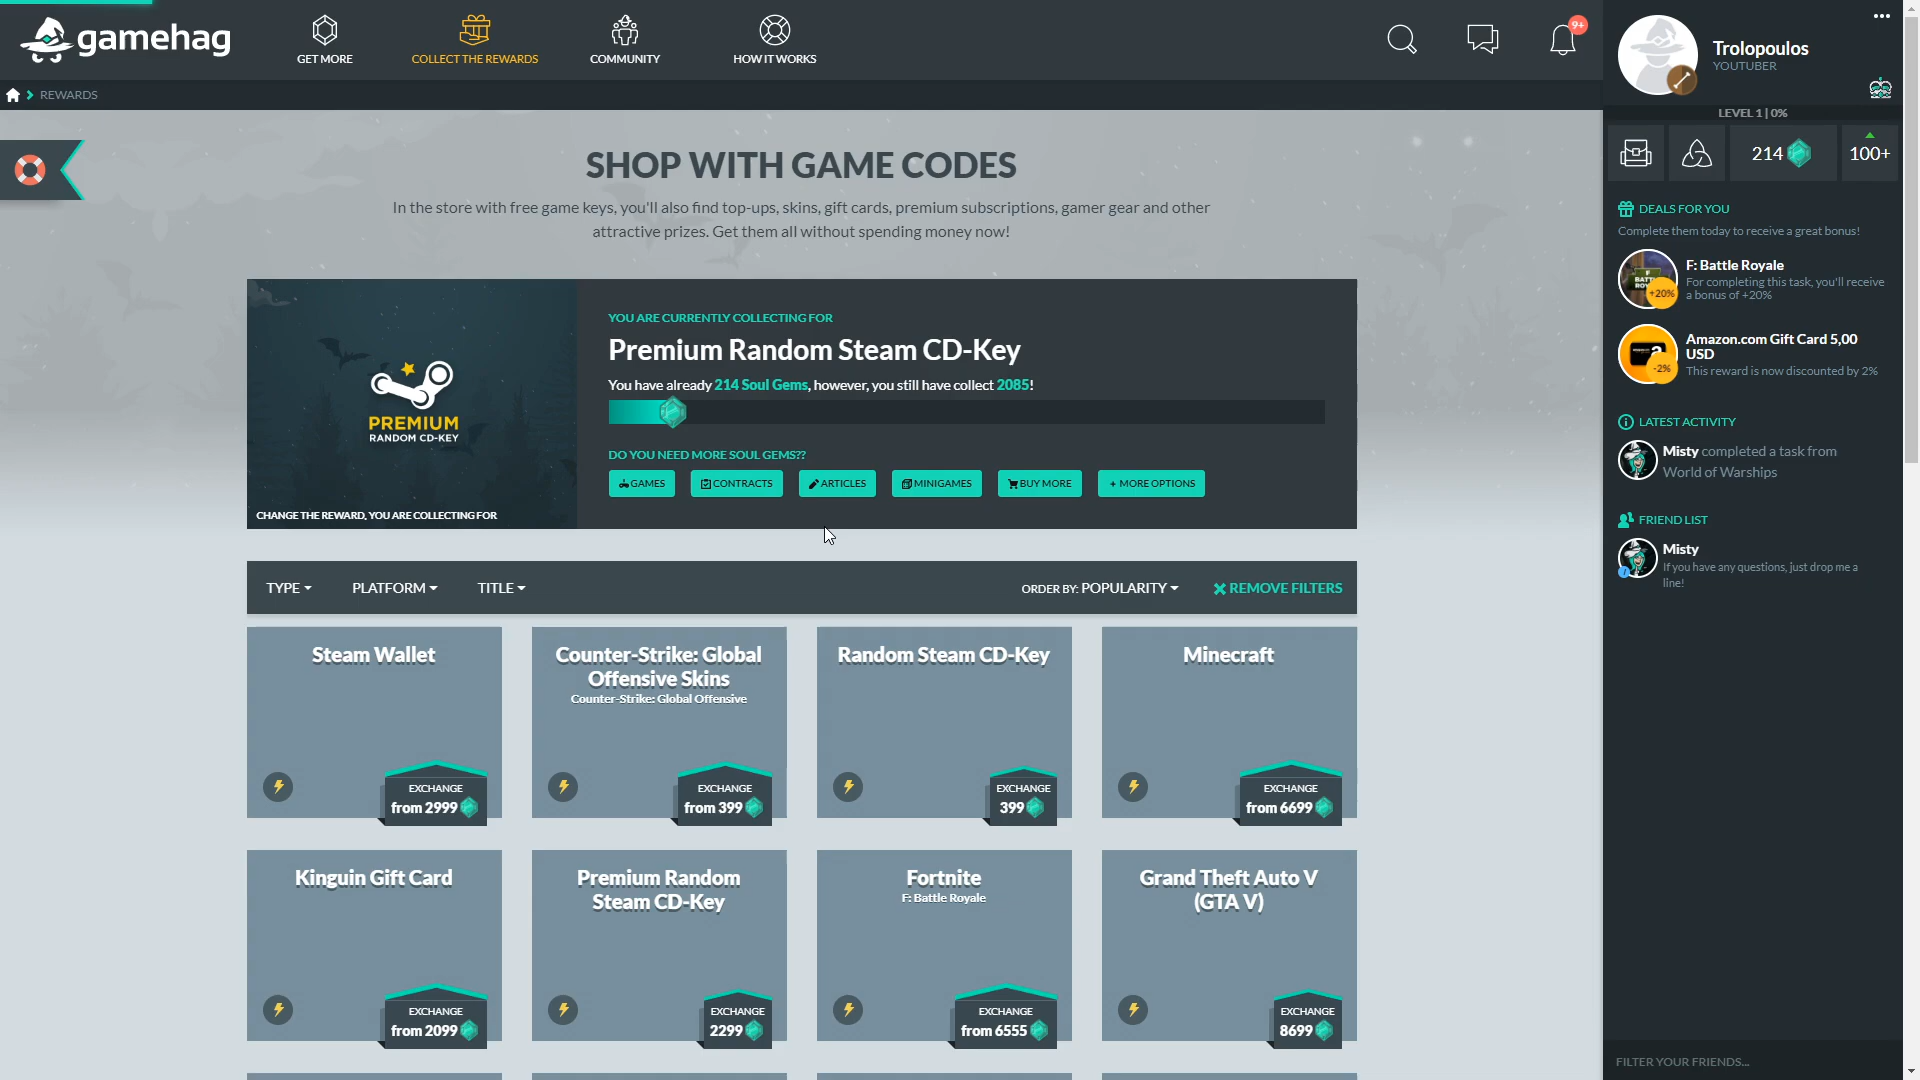 gamehag
GET MORE
COLLECT THE REWARDS
COMMUNITY
HOW IT WORKS
9+
Trolopoulos
YOUTUBER
REWARDS
LEVEL 1 | 0%
214
100+
SHOP WITH GAME CODES
In the store with free game keys, you'll also find top-ups, skins, gift cards, premium subscriptions, gamer gear and other
attractive prizes. Get them all without spending money now!
DEALS FOR YOU
Complete them today to receive a great bonus!
F: Battle Royale
For completing this task, you'll receive
a bonus of +20%
+20%
Amazon.com Gift Card 5,00
USD
This reward is now discounted by 2%
-2%
LATEST ACTIVITY
Misty completed a task from
World of Warships
FRIEND LIST
Misty
If you have any questions, just drop me a
line!
FILTER YOUR FRIENDS...
PREMIUM
RANDOM CD-KEY
CHANGE THE REWARD, YOU ARE COLLECTING FOR
YOU ARE CURRENTLY COLLECTING FOR
Premium Random Steam CD-Key
You have already 214 Soul Gems, however, you still have collect 2085!
DO YOU NEED MORE SOUL GEMS??
GAMES
CONTRACTS
ARTICLES
MINIGAMES
BUY MORE
+ MORE OPTIONS
TYPE
PLATFORM
TITLE
ORDER BY: POPULARITY
REMOVE FILTERS
Steam Wallet
EXCHANGE
from 2999
Counter-Strike: Global
Offensive Skins
Counter-Strike: Global Offensive
EXCHANGE
from 399
Random Steam CD-Key
EXCHANGE
399
Minecraft
EXCHANGE
from 6699
Kinguin Gift Card
EXCHANGE
from 2099
Premium Random
Steam CD-Key
EXCHANGE
2299
Fortnite
F: Battle Royale
EXCHANGE
from 6555
Grand Theft Auto V
(GTA V)
EXCHANGE
8699